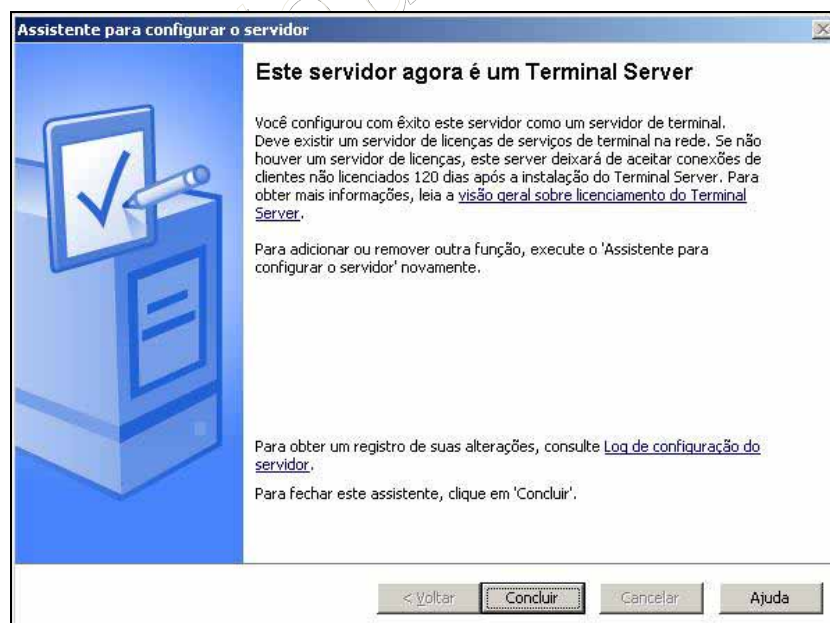 Assistente para configurar o servidor
Este servidor agora é um Terminal Server
Você configurou com êxito este servidor como um servidor de terminal.
Deve existir um servidor de licenças de serviços de terminal na rede. Se não
houver um servidor de licenças, este server deixará de aceitar conexões de
clientes não licenciados 120 dias após a instalação do Terminal Server. Para
obter mais informações, leia a visão geral sobre licenciamento do Terminal
Server.
Para adicionar ou remover outra função, execute o 'Assistente para
configurar o servidor' novamente.
Para obter um registro de suas alterações, consulte Log de configuração do
servidor.
Para fechar este assistente, clique em 'Concluir'.
< Voltar Concluir Cancelar Ajuda